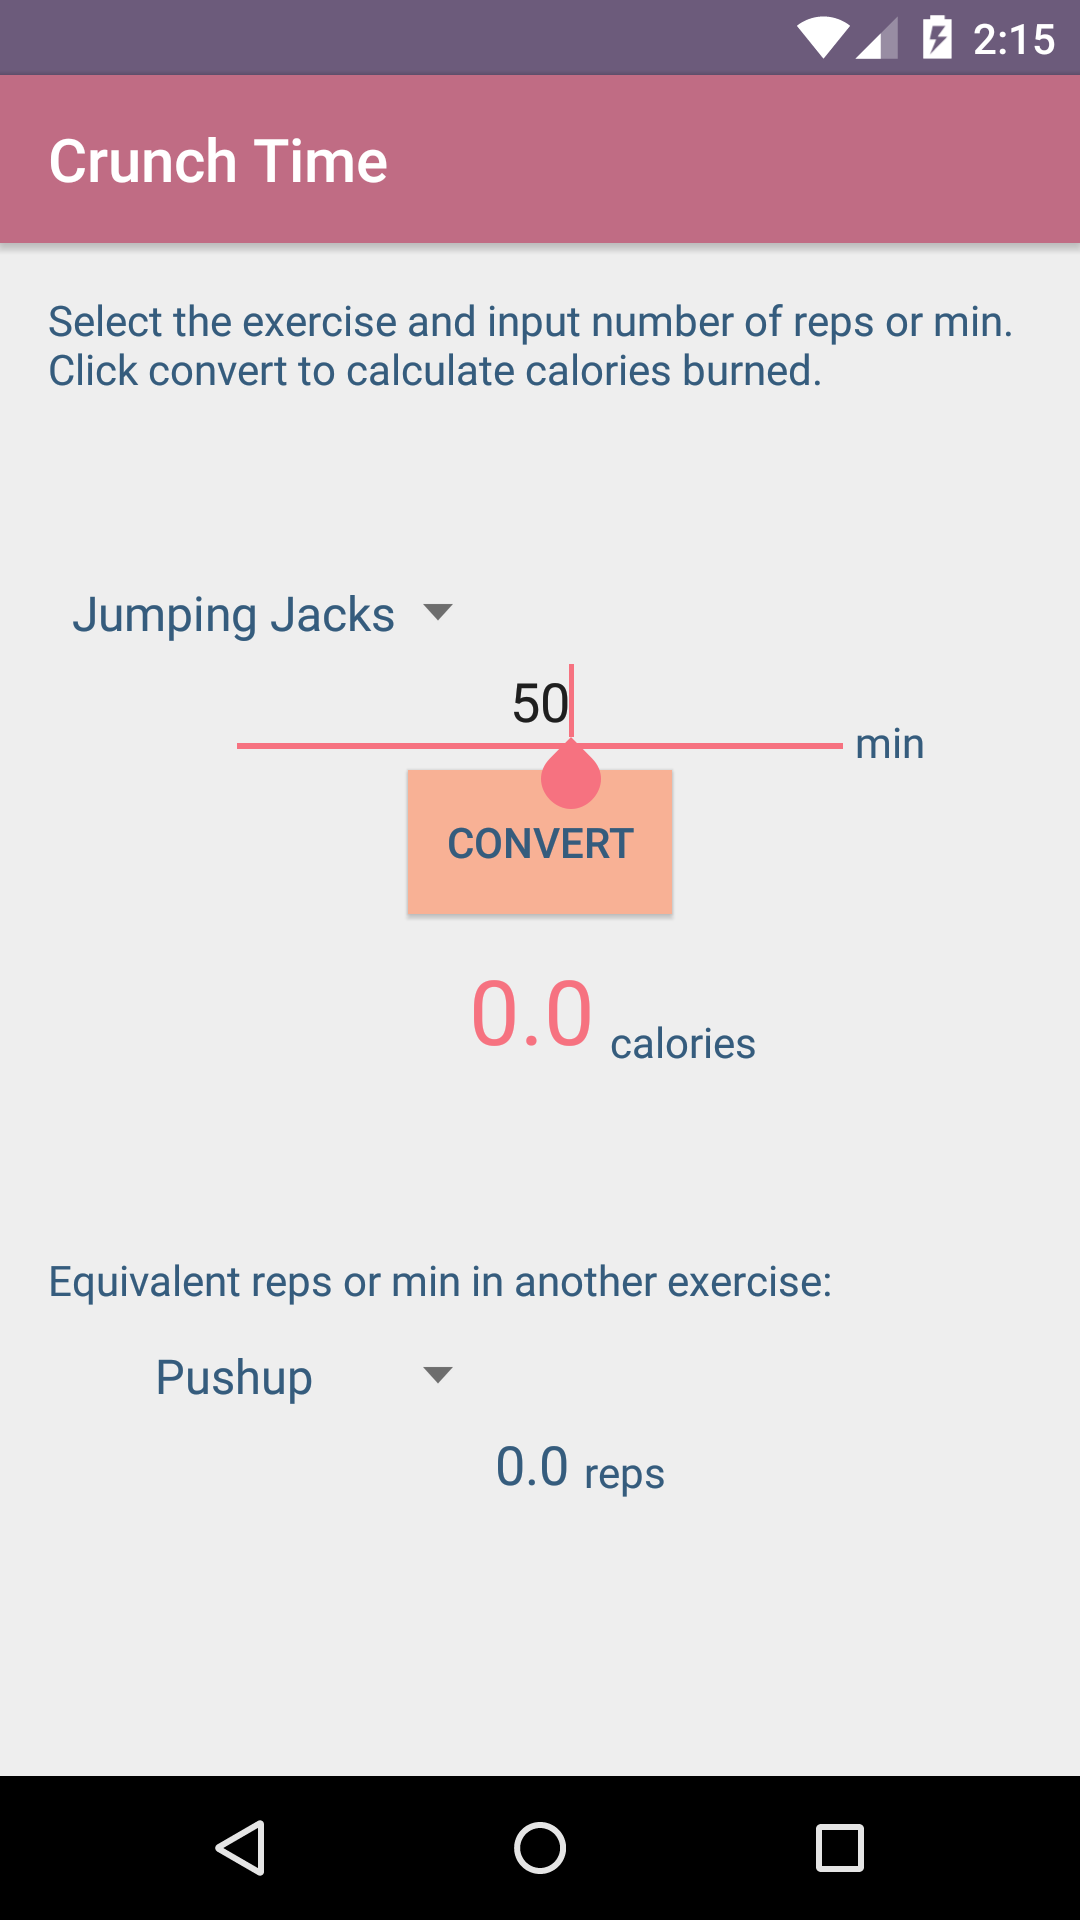 2:15
Crunch Time
Select the exercise and input number of reps or min.
Click convert to calculate calories burned.
Jumping Jacks
50
min
CONVERT
0.0 calories
Equivalent reps or min in another exercise:
Pushup
0.0 reps